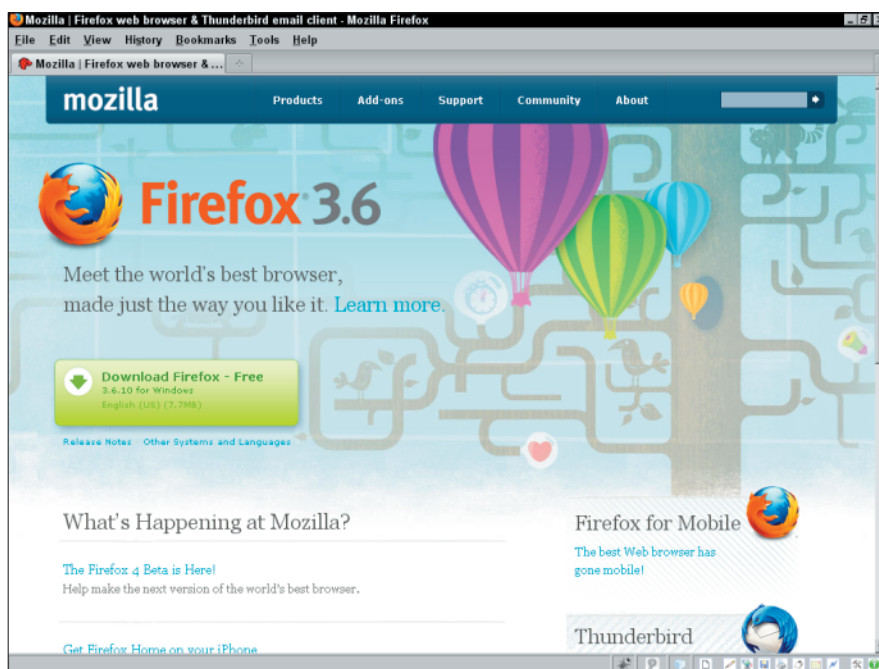 Mozilla | Firefox web browser & Thunderbird email client - Mozilla Firefox
File Edit View History Bookmarks Tools Help
Mozilla | Firefox web browser & ...
mozilla Products Add-ons Support Community About
Firefox 3.6
Meet the world's best browser,
made just the way you like it. Learn more.
Download Firefox - Free
3.6.10 for Windows
English (US) (7.7MB)
Release Notes - Other Systems and Languages
What's Happening at Mozilla?
Firefox for Mobile
The best Web browser has
gone mobile!
The Firefox 4 Beta is Here!
Help make the next version of the world's best browser.
Thunderbird
Get Firefox Home on your iPhone